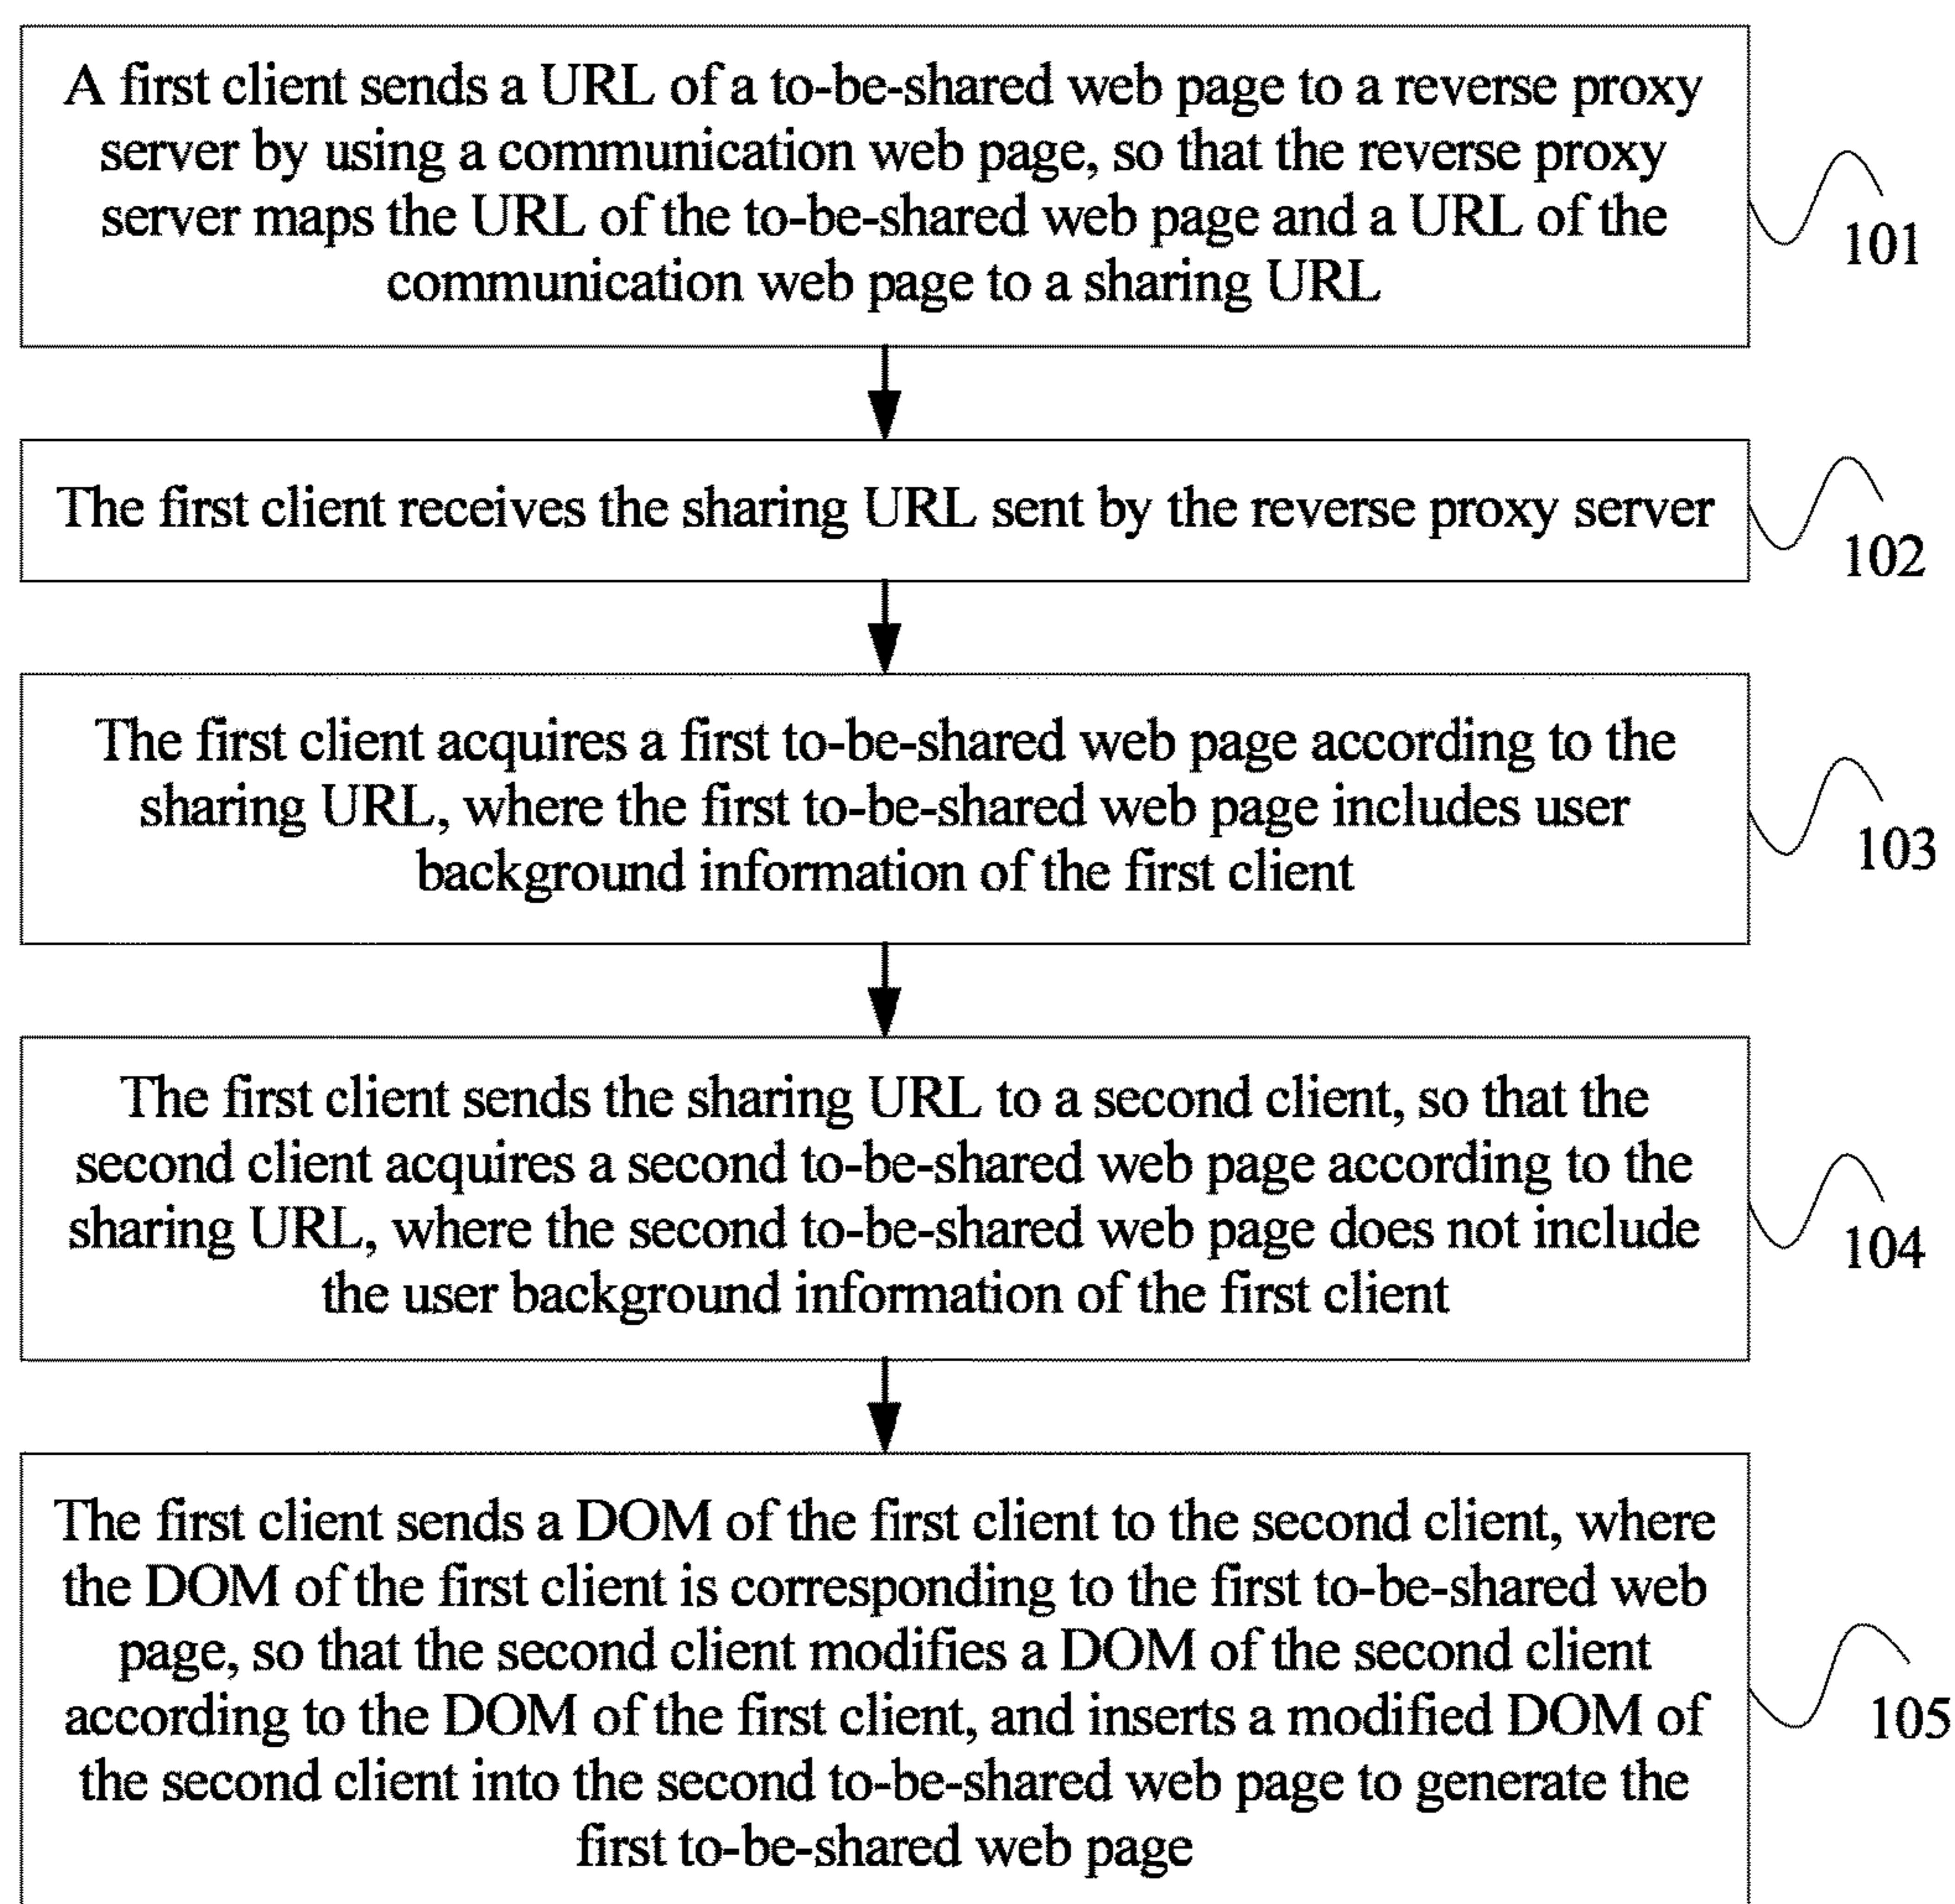 A first client sends a URL of a to-be-shared web page to a reverse proxy
server by using a communication web page, so that the reverse proxy
server maps the URL of the to-be-shared web page and a URL of the
communication web page to a sharing URL
101
The first client receives the sharing URL sent by the reverse proxy server
102
The first client acquires a first to-be-shared web page according to the
sharing URL, where the first to-be-shared web page includes user
background information of the first client
103
The first client sends the sharing URL to a second client, so that the
second client acquires a second to-be-shared web page according to the
sharing URL, where the second to-be-shared web page does not include
the user background information of the first client
104
The first client sends a DOM of the first client to the second client, where
the DOM of the first client is corresponding to the first to-be-shared web
page, so that the second client modifies a DOM of the second client
according to the DOM of the first client, and inserts a modified DOM of
the second client into the second to-be-shared web page to generate the
first to-be-shared web page
105